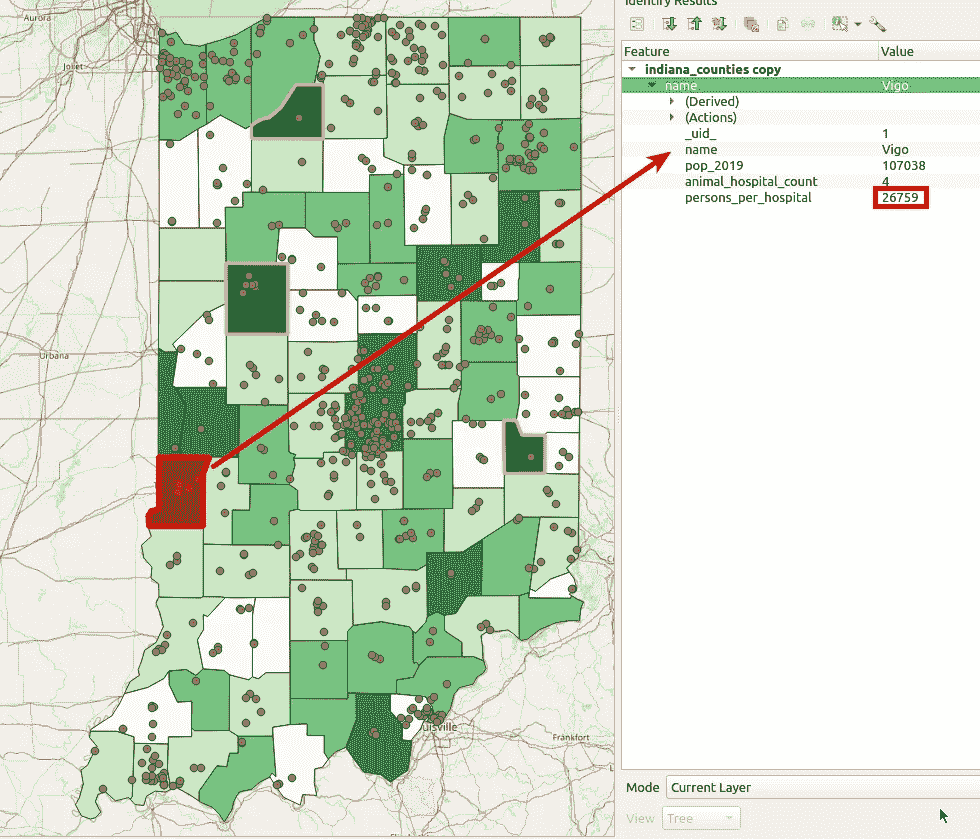 Identify Results
Aurora
Joliet
Feature Value
indiana_counties copy
name Vigo
(Derived)
(Actions)
_uid_ 1
name Vigo
pop_2019 107038
animal_hospital_count 4
persons_per_hospital 26759
Urbana
uisville
Frankfort
Mode Current Layer
View Tree